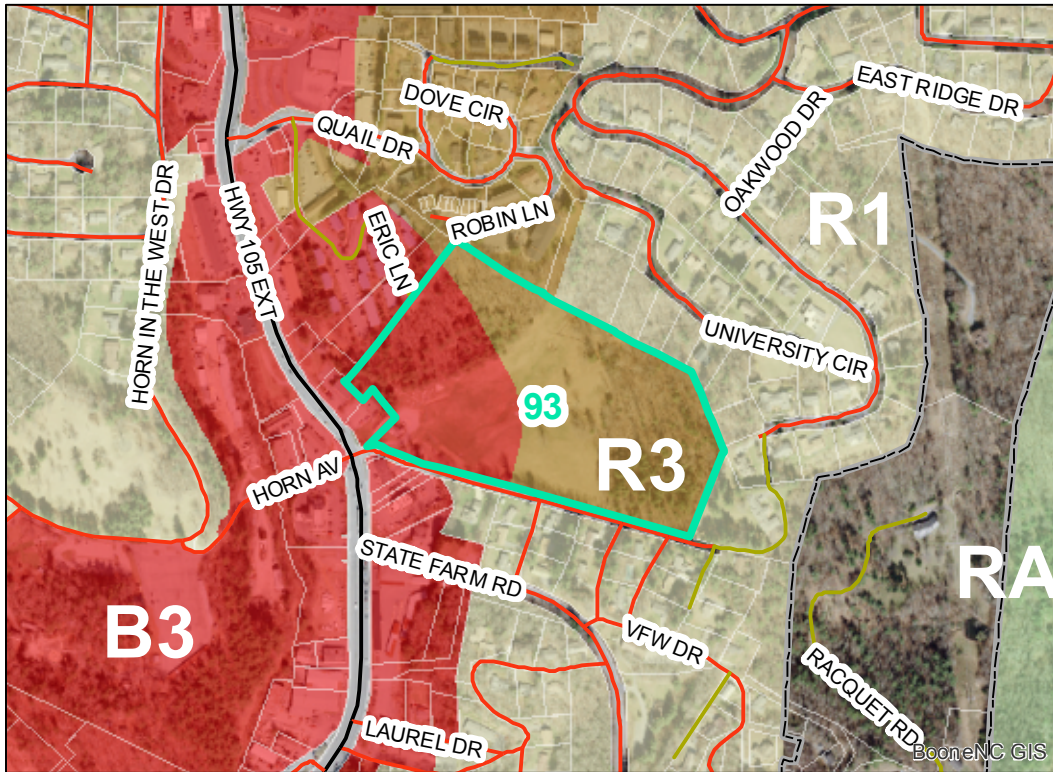 EAST RIDGE DR
DOVE CIR
OAKWOOD DR
QUAIL DR
HORN IN THE WEST DR
R1
ROBIN LN
ERIC LN
HWY 105 EXT
UNIVERSITY CIR
93
R3
HORN AV
STATE FARM RD
RA
B3
VFW DR
RACQUET RD
LAUREL DR
BooneNC GIS